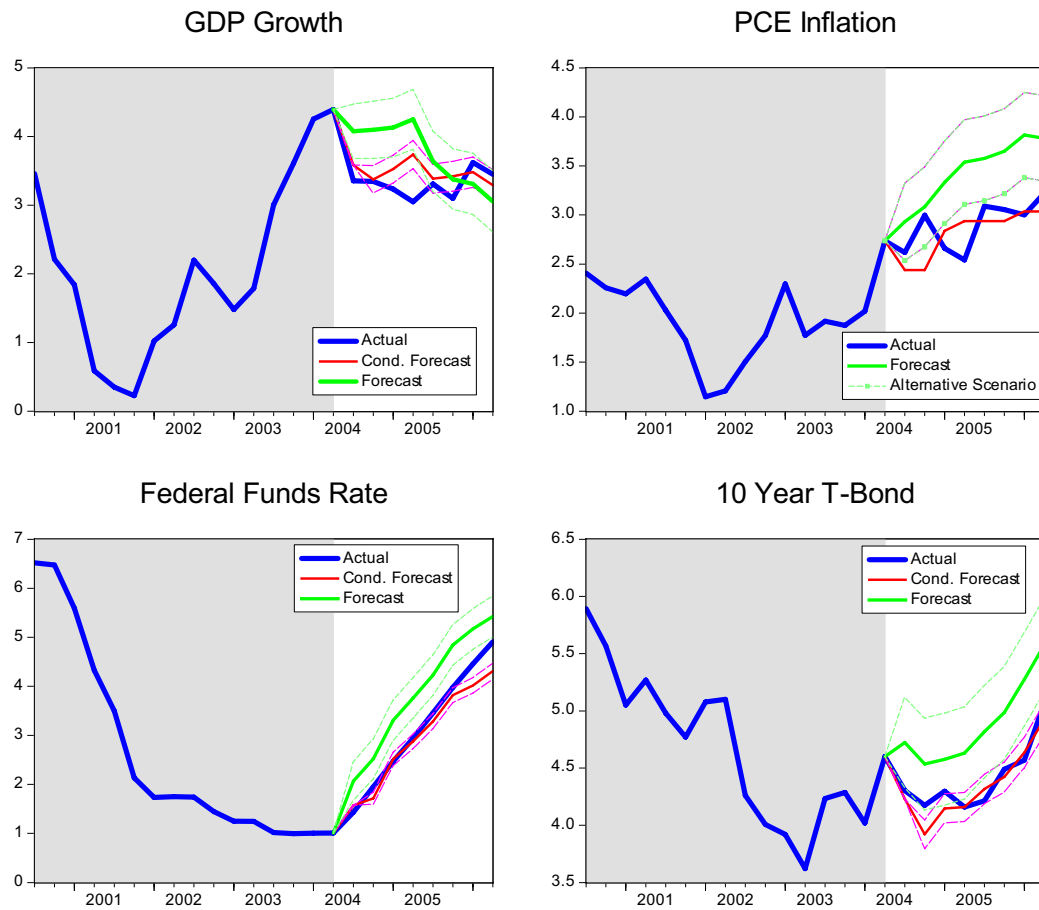 GDP Growth
5
4
3
2
1
0
Actual
Cond. Forecast
Forecast
2001 2002 2003 2004 2005
PCE Inflation
4.5
4.0
3.5
3.0
2.5
2.0
1.5
1.0
Actual
Forecast
Alternative Scenario
2001 2002 2003 2004 2005
Federal Funds Rate
7
6
5
4
3
2
1
0
Actual
Cond. Forecast
Forecast
2001 2002 2003 2004 2005
10 Year T-Bond
6.5
6.0
5.5
5.0
4.5
4.0
3.5
Actual
Cond. Forecast
Forecast
2001 2002 2003 2004 2005